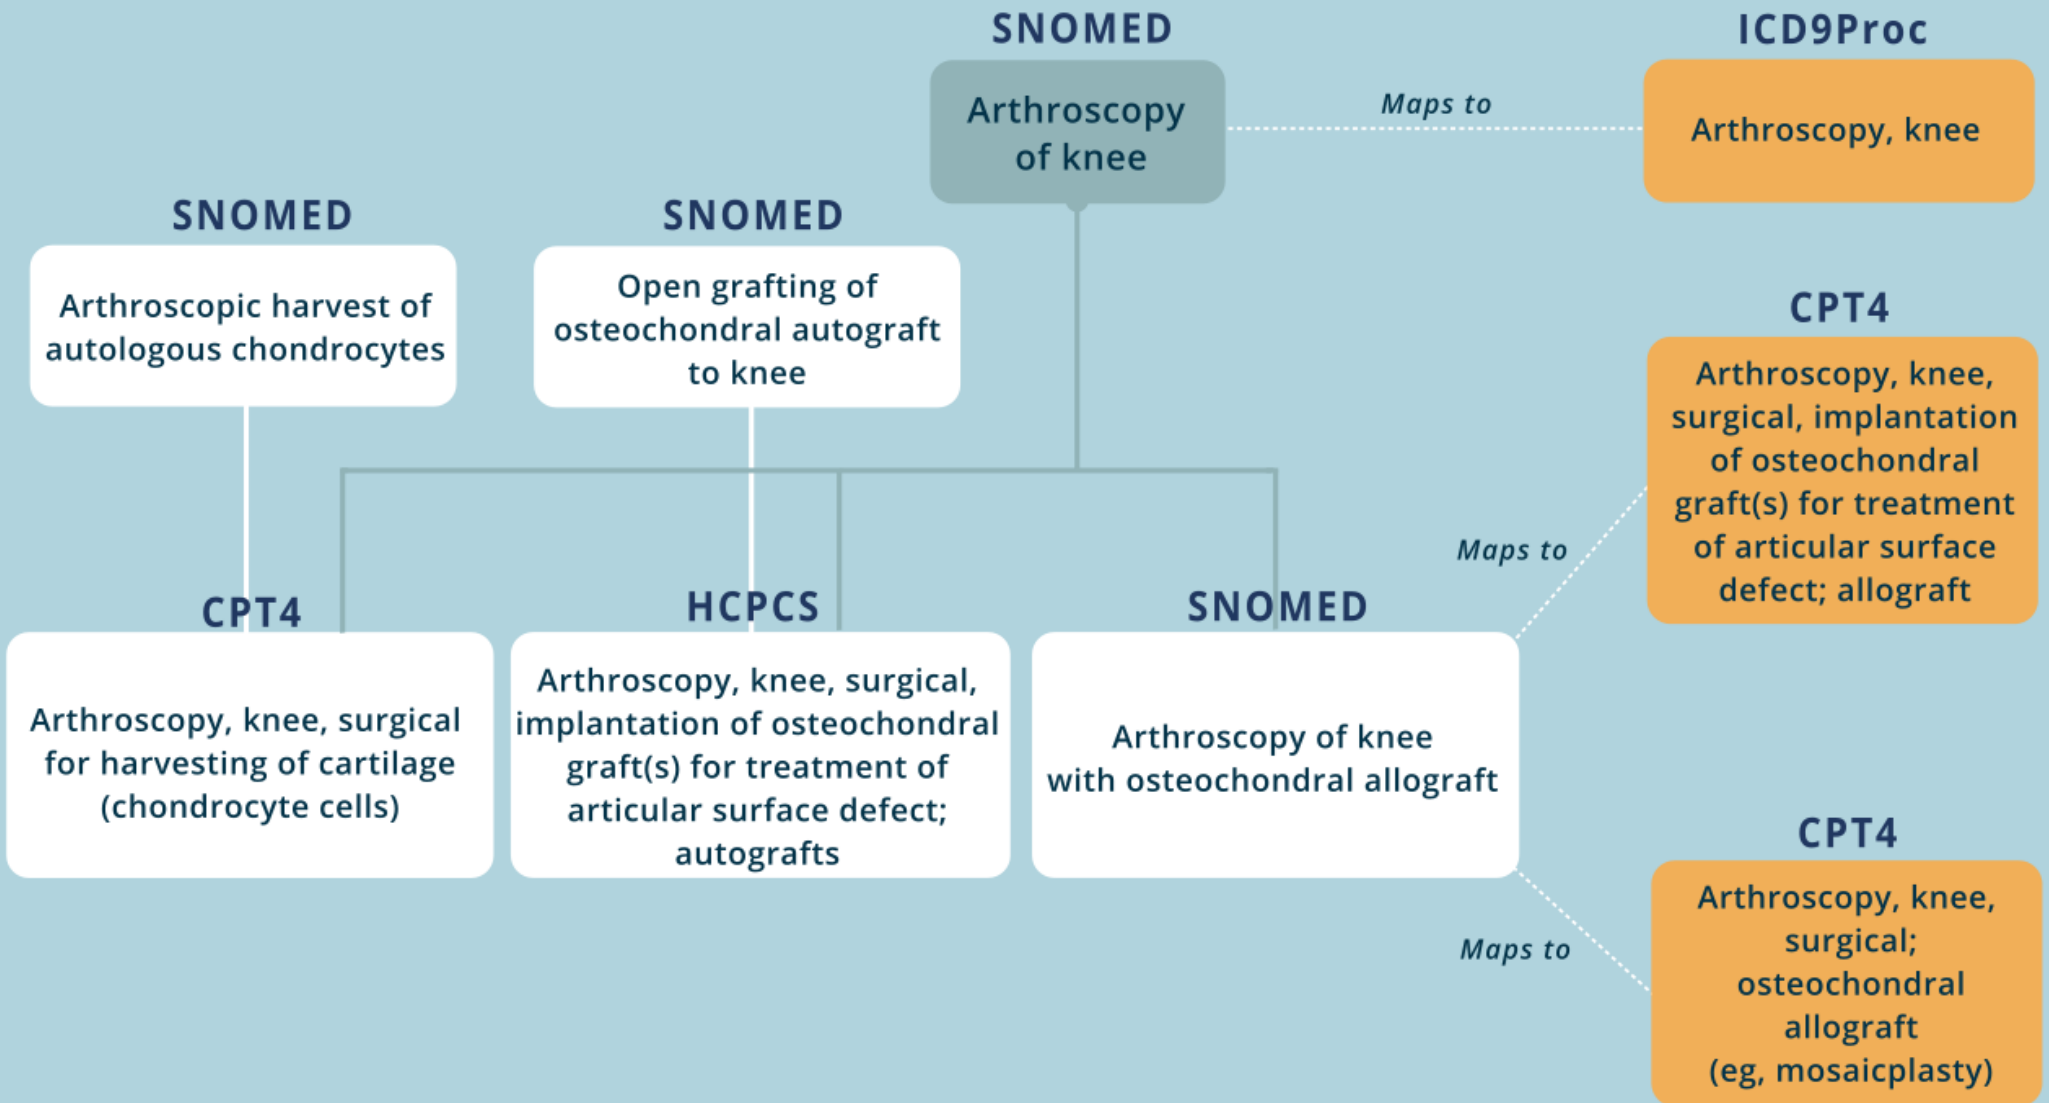 SNOMED
Arthroscopy
of knee
Maps to
ICD9Proc
Arthroscopy, knee
SNOMED
Arthroscopic harvest of
autologous chondrocytes
SNOMED
Open grafting of
osteochondral autograft
to knee
CPT4
Arthroscopy, knee,
surgical, implantation
of osteochondral
graft(s) for treatment
of articular surface
defect; allograft
Maps to
CPT4
Arthroscopy, knee, surgical
for harvesting of cartilage
(chondrocyte cells)
HCPCS
Arthroscopy, knee, surgical,
implantation of osteochondral
graft(s) for treatment of
articular surface defect;
autografts
SNOMED
Arthroscopy of knee
with osteochondral allograft
Maps to
CPT4
Arthroscopy, knee,
surgical;
osteochondral
allograft
(eg, mosaicplasty)